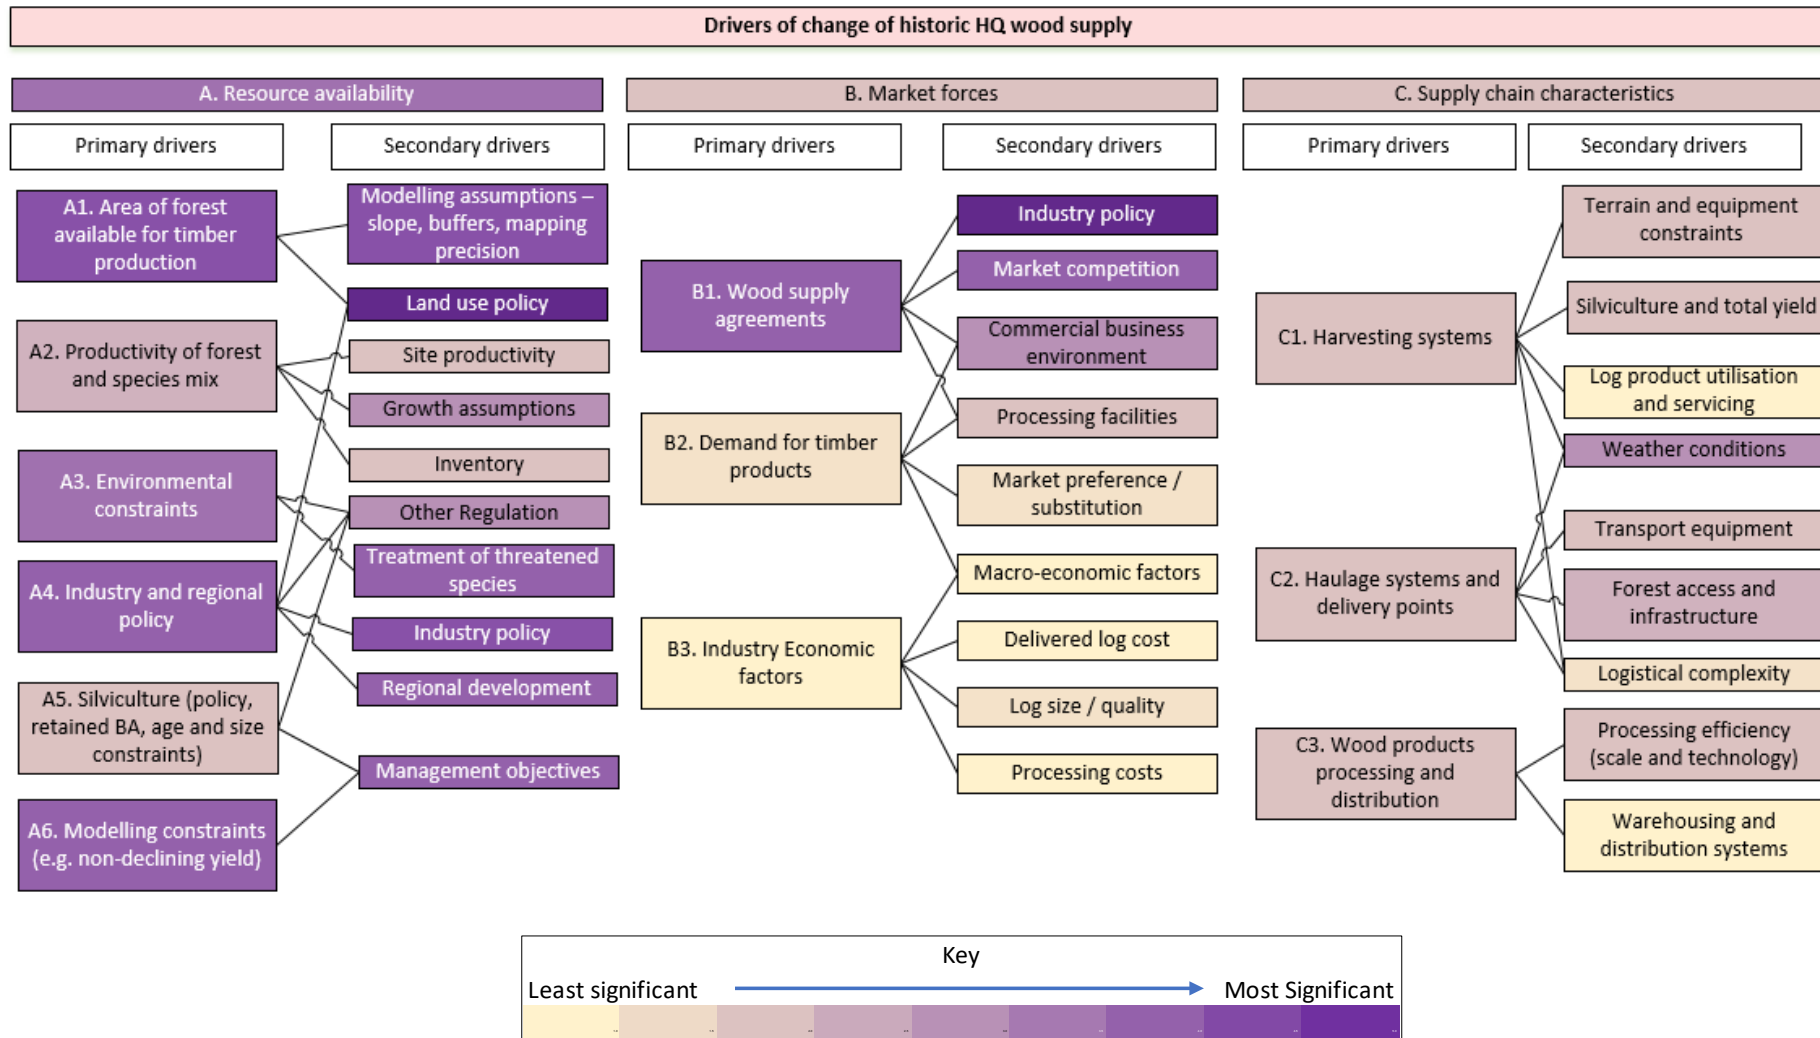 Drivers of change of historic HQ wood supply
A. Resource availability
Primary drivers
Secondary drivers
A1. Area of forest
available for timber
production
A2. Productivity of forest
and species mix
A3. Environmental
constraints
A4. Industry and regional
policy
A5. Silviculture (policy,
retained BA, age and size
constraints)
A6. Modelling constraints
(e.g. non-declining yield)
Modelling assumptions –
slope, buffers, mapping
precision
Land use policy
Site productivity
Growth assumptions
Inventory
Other Regulation
Treatment of threatened
species
Industry policy
Regional development
Management objectives
B. Market forces
Primary drivers
Secondary drivers
B1. Wood supply
agreements
B2. Demand for timber
products
B3. Industry Economic
factors
Industry policy
Market competition
Commercial business
environment
Processing facilities
Market preference /
substitution
Macro-economic factors
Delivered log cost
Log size / quality
Processing costs
C. Supply chain characteristics
Primary drivers
Secondary drivers
C1. Harvesting systems
C2. Haulage systems and
delivery points
C3. Wood products
processing and
distribution
Terrain and equipment
constraints
Silviculture and total yield
Log product utilisation
and servicing
Weather conditions
Transport equipment
Forest access and
infrastructure
Logistical complexity
Processing efficiency
(scale and technology)
Warehousing and
distribution systems
Key
Least significant
Most Significant